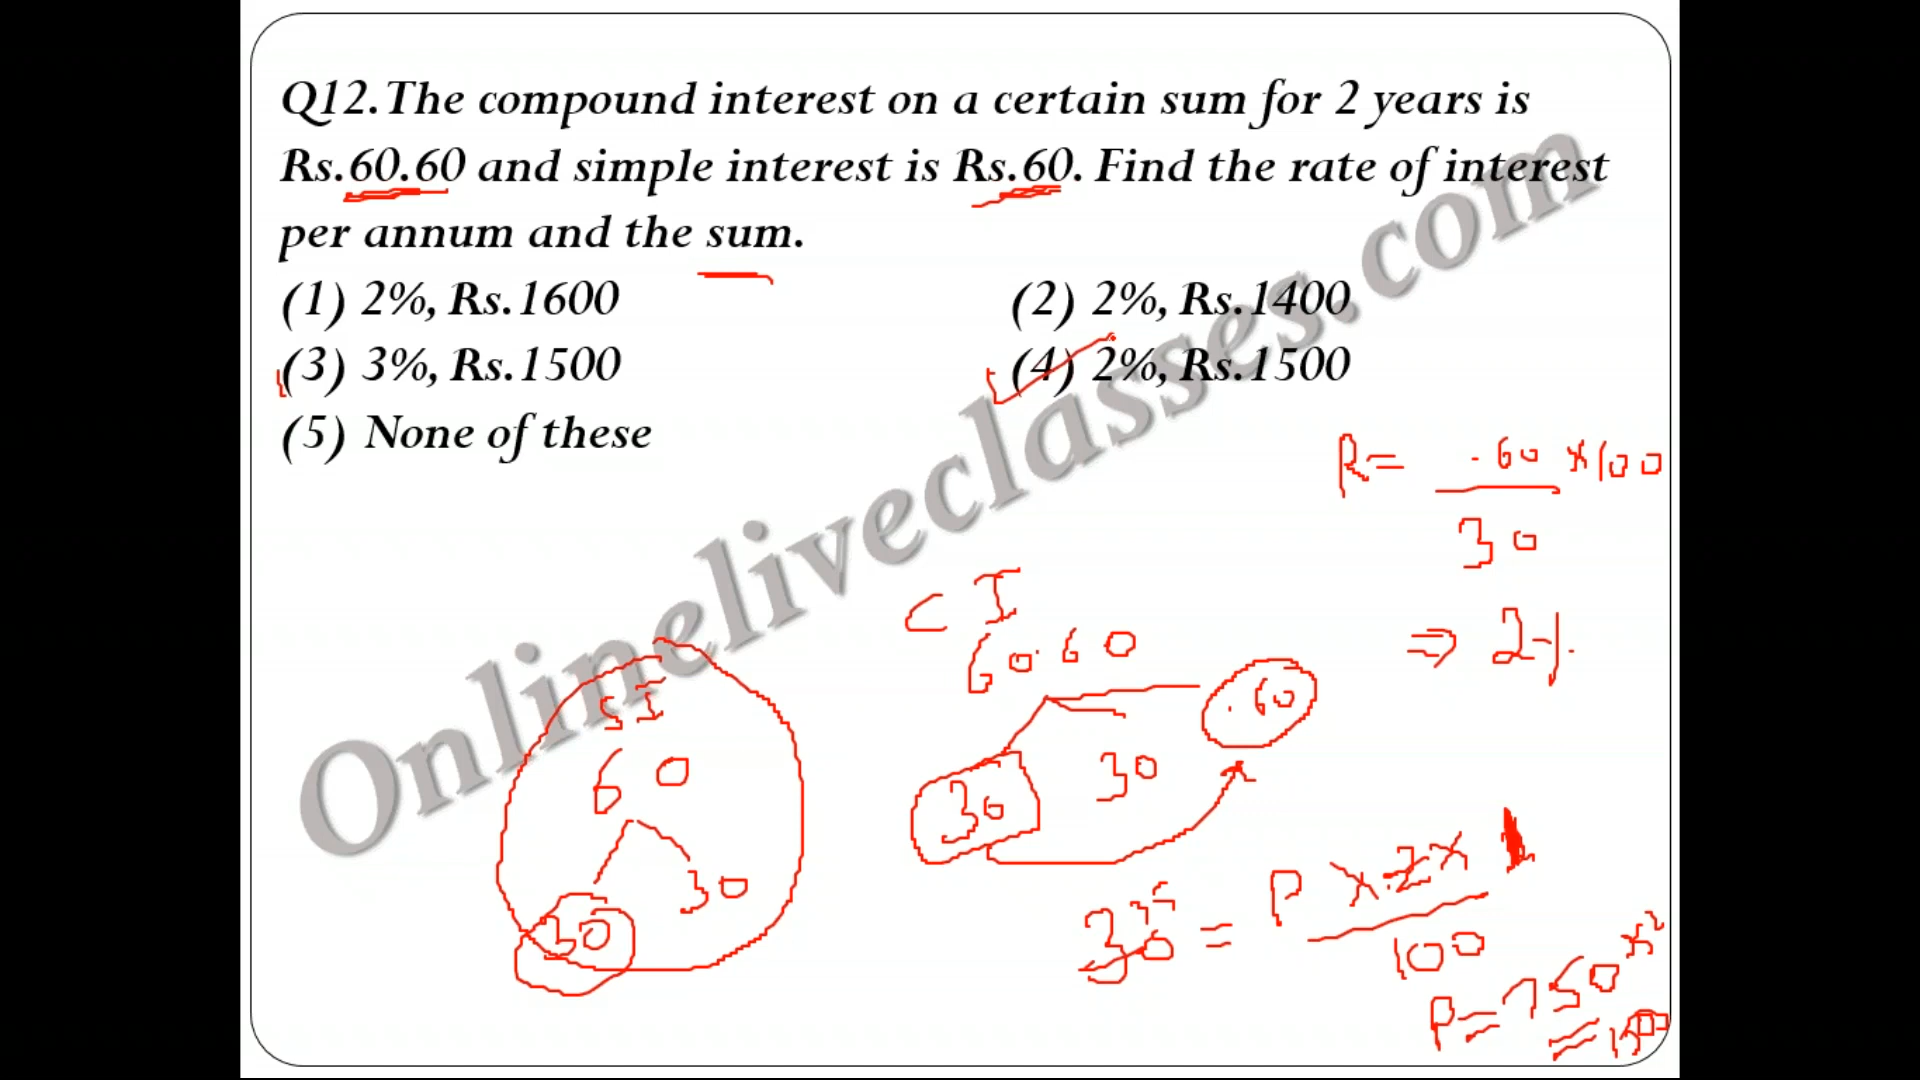 Q12. The compound interest on a certain sum for 2 years is
Rs.60.60 and simple interest is Rs.60. Find the rate of interest
per annum and the sum.
(1) 2%, Rs.1600
(2) 2%, Rs.1400
(3) 3%, Rs.1500
(4) 2%, Rs.1500
(5) None of these
Onlineliveclasses.com
R= .60 ×100
30
⇒ 2%
CI
60.60
.60
30 30
SI
60
30 30
30 = P × 2 × 1
100
P=750×2